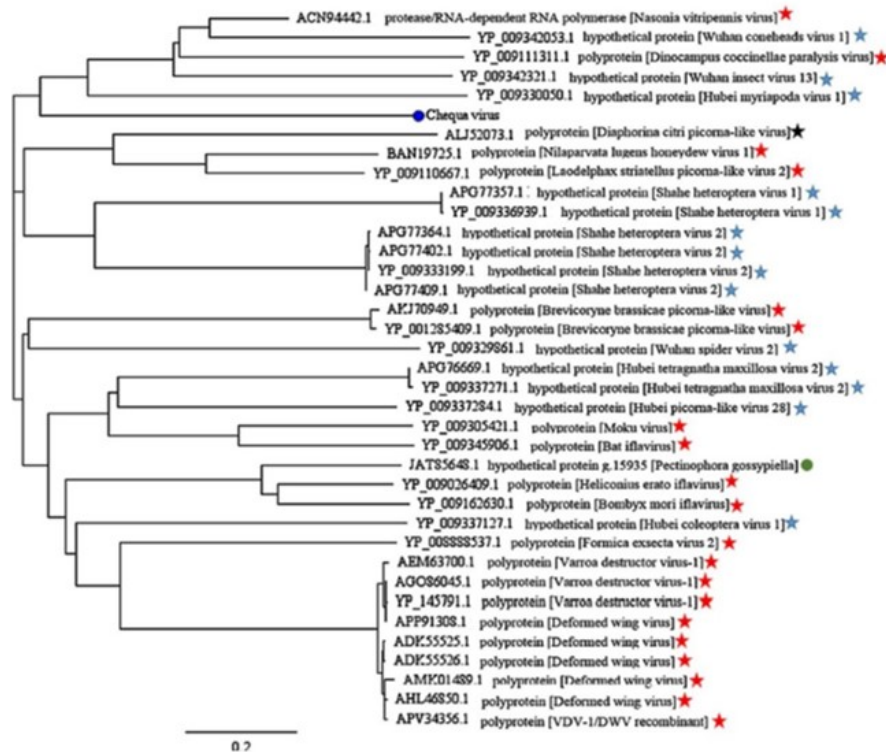 ACN94442.1 protease/RNA-dependent RNA polymerase [Nasonia vitripennis virus]
YP_009342053.1 hypothetical protein [Wuhan coneheads virus 1]
YP_009111311.1 polyprotein [Dinocampus coccinellae paralysis virus]
YP_009342321.1 hypothetical protein [Wuhan insect virus 13]
YP_009330050.1 hypothetical protein [Hubei myriapoda virus 1]
Chequa virus
ALJ52073.1 polyprotein [Diaphorina citri picorna-like virus]
BAN19725.1 polyprotein [Nilaparvata lugens honeydew virus 1]
YP_009110667.1 polyprotein [Laodelphax striatellus picorna-like virus 2]
APG77357.1 hypothetical protein [Shahe heteroptera virus 1]
YP_009336939.1 hypothetical protein [Shahe heteroptera virus 1]
APG77364.1 hypothetical protein [Shahe heteroptera virus 2]
APG77402.1 hypothetical protein [Shahe heteroptera virus 2]
YP_009333199.1 hypothetical protein [Shahe heteroptera virus 2]
APG77409.1 hypothetical protein [Shahe heteroptera virus 2]
AKJ70949.1 polyprotein [Brevicoryne brassicae picorna-like virus]
YP_001285409.1 polyprotein [Brevicoryne brassicae picorna-like virus]
YP_009329861.1 hypothetical protein [Wuhan spider virus 2]
APG76669.1 hypothetical protein [Hubei tetragnatha maxillosa virus 2]
YP_009337271.1 hypothetical protein [Hubei tetragnatha maxillosa virus 2]
YP_009337284.1 hypothetical protein [Hubei picorna-like virus 28]
YP_009305421.1 polyprotein [Moku virus]
YP_009345906.1 polyprotein [Bat iflavirus]
JAT85648.1 hypothetical protein g.15935 [Pectinophora gossypiella]
YP_009026409.1 polyprotein [Heliconius erato iflavirus]
YP_009162630.1 polyprotein [Bombyx mori iflavirus]
YP_009337127.1 hypothetical protein [Hubei coleoptera virus 1]
YP_008888537.1 polyprotein [Formica exsecta virus 2]
AEM63700.1 polyprotein [Varroa destructor virus-1]
AGO86045.1 polyprotein [Varroa destructor virus-1]
YP_145791.1 polyprotein [Varroa destructor virus-1]
APP91308.1 polyprotein [Deformed wing virus]
ADK55525.1 polyprotein [Deformed wing virus]
ADK55526.1 polyprotein [Deformed wing virus]
AMK01489.1 polyprotein [Deformed wing virus]
AHL46850.1 polyprotein [Deformed wing virus]
APV34356.1 polyprotein [VDV-1/DWV recombinant]
0.2